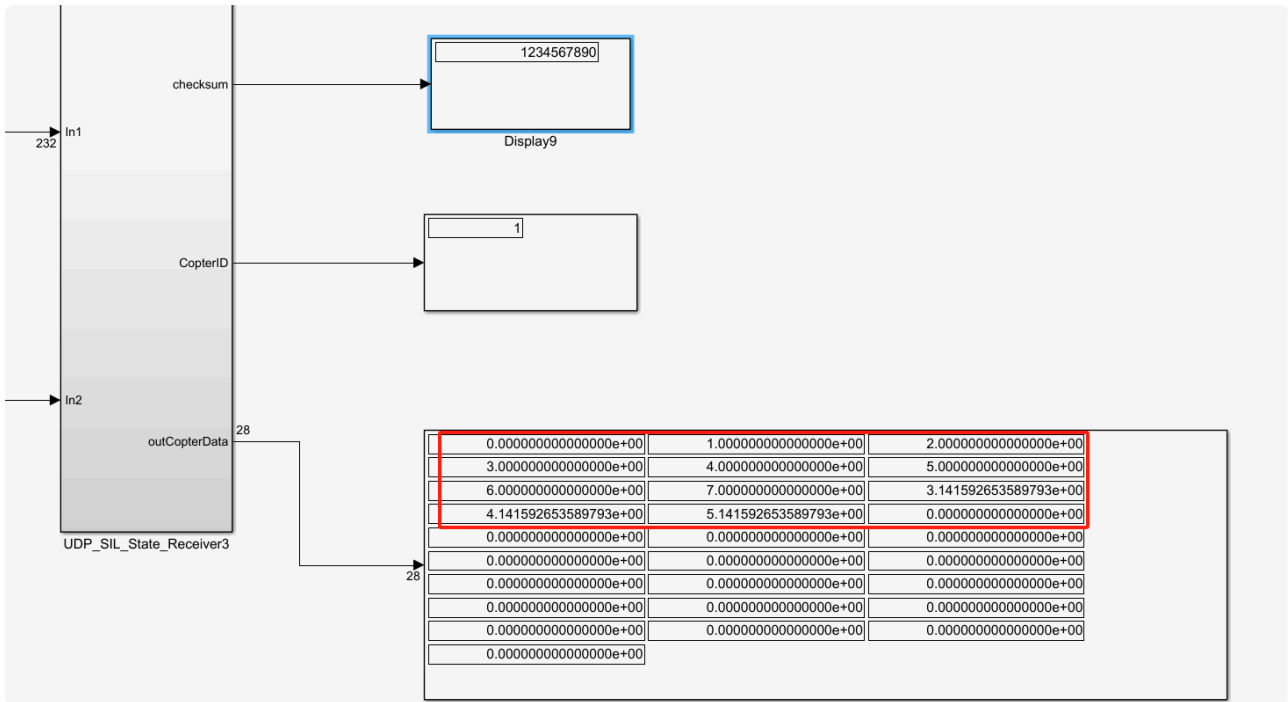 1234567890
checksum
In1
232
Display9
1
CopterID
In2
28
outCopterData
0.000000000000000e+00 1.000000000000000e+00 2.000000000000000e+00
3.000000000000000e+00 4.000000000000000e+00 5.000000000000000e+00
6.000000000000000e+00 7.000000000000000e+00 3.141592653589793e+00
4.141592653589793e+00 5.141592653589793e+00 0.000000000000000e+00
0.000000000000000e+00 0.000000000000000e+00 0.000000000000000e+00
UDP_SIL_State_Receiver3
0.000000000000000e+00 0.000000000000000e+00 0.000000000000000e+00
28
0.000000000000000e+00 0.000000000000000e+00 0.000000000000000e+00
0.000000000000000e+00 0.000000000000000e+00 0.000000000000000e+00
0.000000000000000e+00 0.000000000000000e+00 0.000000000000000e+00
0.000000000000000e+00